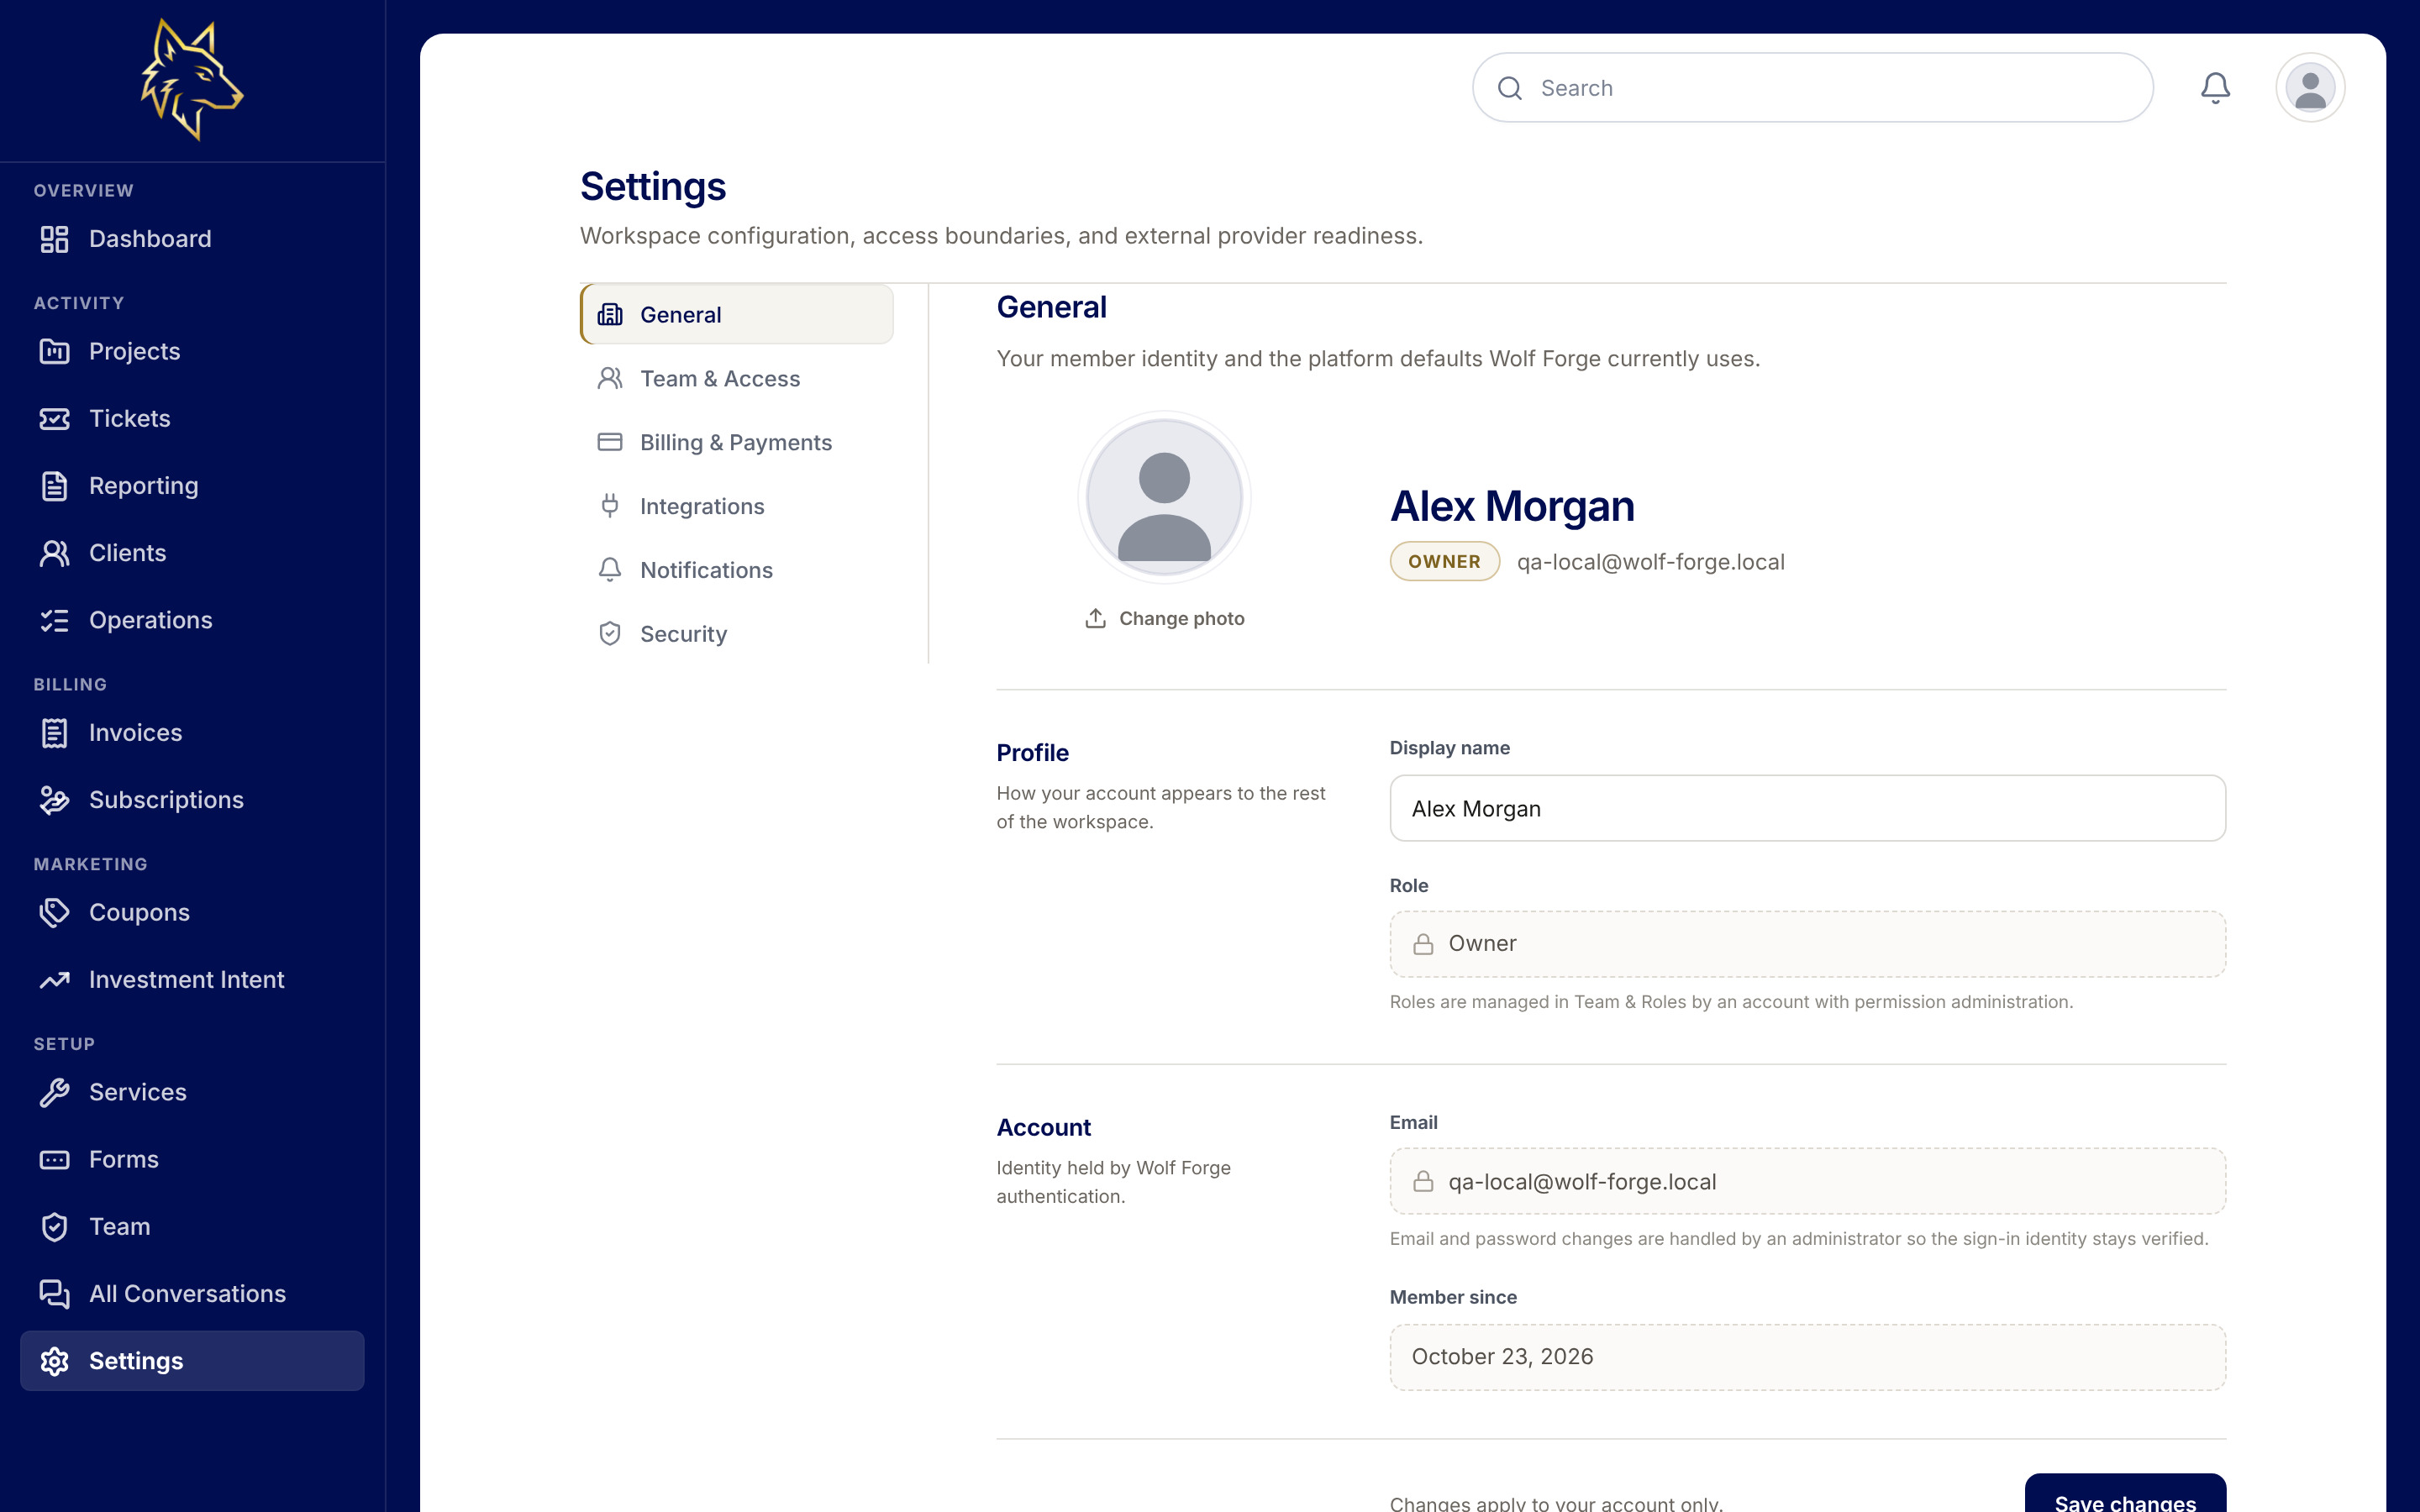 OVERVIEW
Dashboard
ACTIVITY
Projects
Tickets
Reporting
Clients
Operations
BILLING
Invoices
Subscriptions
MARKETING
Coupons
Investment Intent
SETUP
Services
Forms
Team
All Conversations
Settings
Search
Settings
Workspace configuration, access boundaries, and external provider readiness.
General
Team & Access
Billing & Payments
Integrations
Notifications
Security
General
Your member identity and the platform defaults Wolf Forge currently uses.
Change photo
Alex Morgan
OWNER qa-local@wolf-forge.local
Profile
How your account appears to the rest
of the workspace.
Display name
Alex Morgan
Role
Owner
Roles are managed in Team & Roles by an account with permission administration.
Account
Identity held by Wolf Forge
authentication.
Email
qa-local@wolf-forge.local
Email and password changes are handled by an administrator so the sign-in identity stays verified.
Member since
October 23, 2026
Changes apply to your account only.
Save changes